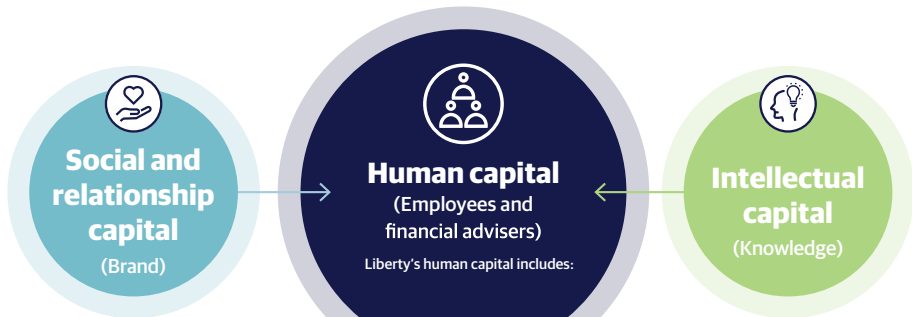 Social and
relationship
capital
(Brand)
Human capital
(Employees and
financial advisers)
Liberty's human capital includes:
Intellectual
capital
(Knowledge)